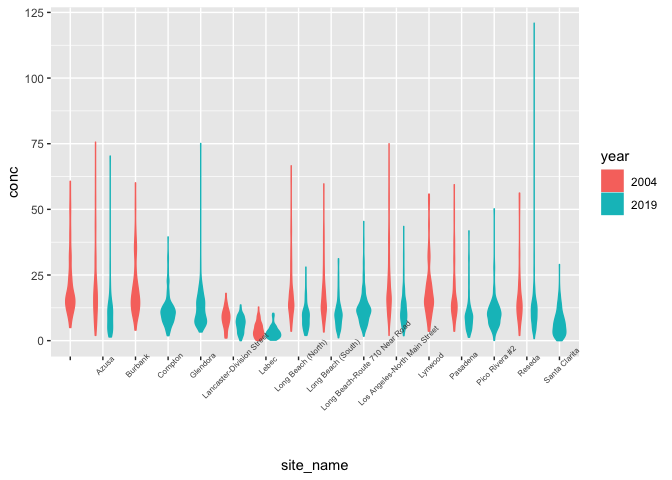 125
100
75
50
25
0
conc
Azusa
Burbank
Compton
Glendora
Lancaster-Division Street
Lebec
Long Beach (North)
Long Beach (South)
Long Beach-Route 710 Near Road
Los Angeles-North Main Street
Lynwood
Pasadena
Pico Rivera #2
Reseda
Santa Clarita
site_name
year
2004
2019